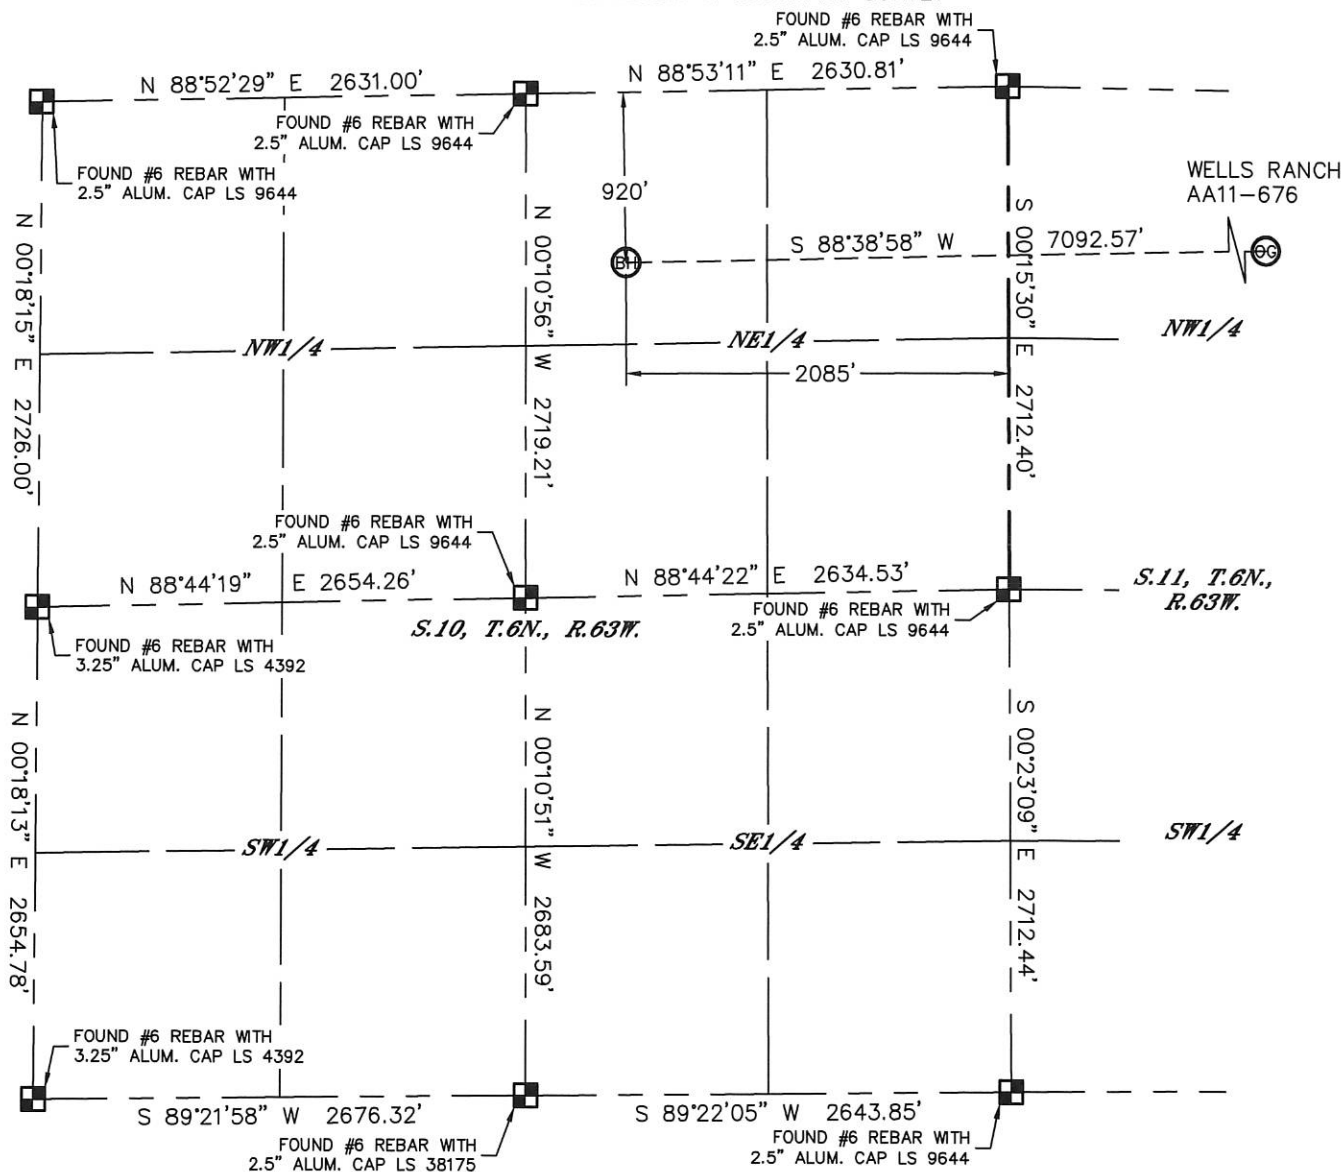 FOUND #6 REBAR WITH
2.5" ALUM. CAP LS 9644
N 88°52'29" E 2631.00'
N 88°53'11" E 2630.81'
FOUND #6 REBAR WITH
2.5" ALUM. CAP LS 9644
FOUND #6 REBAR WITH
2.5" ALUM. CAP LS 9644
WELLS RANCH
AA11-676
920'
S 88°38'58" W 7092.57'
BH
OG
N 00°18'15" E 2726.00'
N 00°10'56" W 2719.21'
S 00°15'30" E 2712.40'
NW1/4
NE1/4
NW1/4
2085'
FOUND #6 REBAR WITH
2.5" ALUM. CAP LS 9644
N 88°44'19" E 2654.26'
N 88°44'22" E 2634.53'
S.11, T.6N.,
R.63W.
FOUND #6 REBAR WITH
2.5" ALUM. CAP LS 9644
S.10, T.6N., R.63W.
FOUND #6 REBAR WITH
3.25" ALUM. CAP LS 4392
N 00°18'13" E 2654.78'
N 00°10'51" W 2683.59'
S 00°23'09" E 2712.44'
SW1/4
SE1/4
SW1/4
FOUND #6 REBAR WITH
3.25" ALUM. CAP LS 4392
S 89°21'58" W 2676.32'
S 89°22'05" W 2643.85'
FOUND #6 REBAR WITH
2.5" ALUM. CAP LS 38175
FOUND #6 REBAR WITH
2.5" ALUM. CAP LS 9644